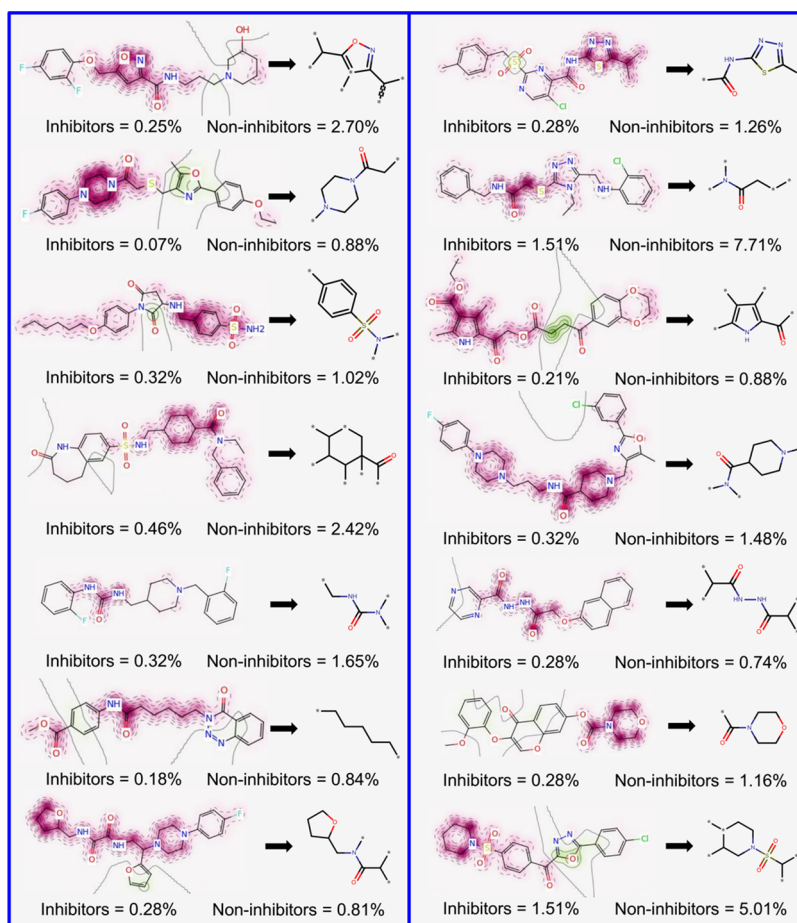 Inhibitors = 0.25% Non-inhibitors = 2.70%
Inhibitors = 0.07% Non-inhibitors = 0.88%
Inhibitors = 0.32% Non-inhibitors = 1.02%
Inhibitors = 0.46% Non-inhibitors = 2.42%
Inhibitors = 0.32% Non-inhibitors = 1.65%
Inhibitors = 0.18% Non-inhibitors = 0.84%
Inhibitors = 0.28% Non-inhibitors = 0.81%
Inhibitors = 0.28% Non-inhibitors = 1.26%
Inhibitors = 1.51% Non-inhibitors = 7.71%
Inhibitors = 0.21% Non-inhibitors = 0.88%
Inhibitors = 0.32% Non-inhibitors = 1.48%
Inhibitors = 0.28% Non-inhibitors = 0.74%
Inhibitors = 0.28% Non-inhibitors = 1.16%
Inhibitors = 1.51% Non-inhibitors = 5.01%